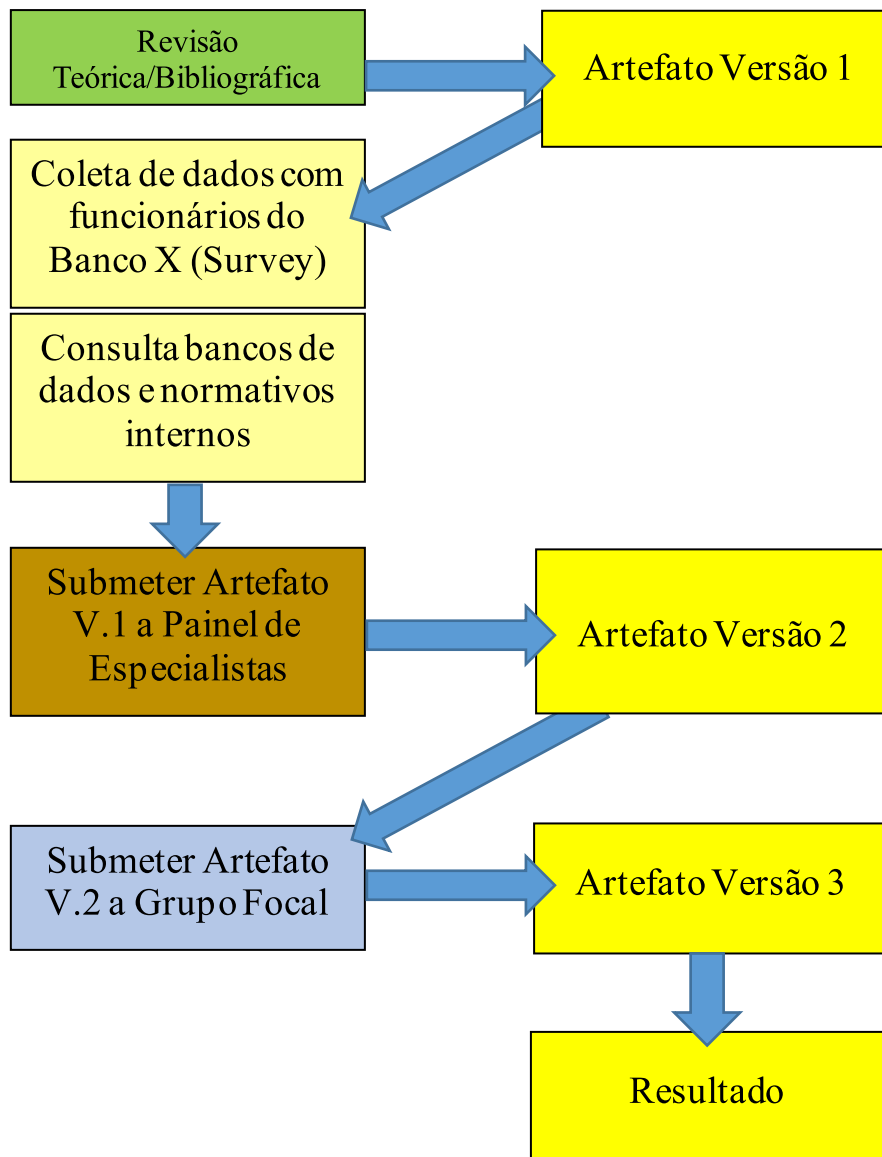 Revisão
Teórica/Bibliográfica
Artefato Versão 1
Coleta de dados com
funcionários do
Banco X (Survey)
Consulta bancos de
dados e normativos
internos
Submeter Artefato
V.1 a Painel de
Especialistas
Artefato Versão 2
Submeter Artefato
V.2 a Grupo Focal
Artefato Versão 3
Resultado